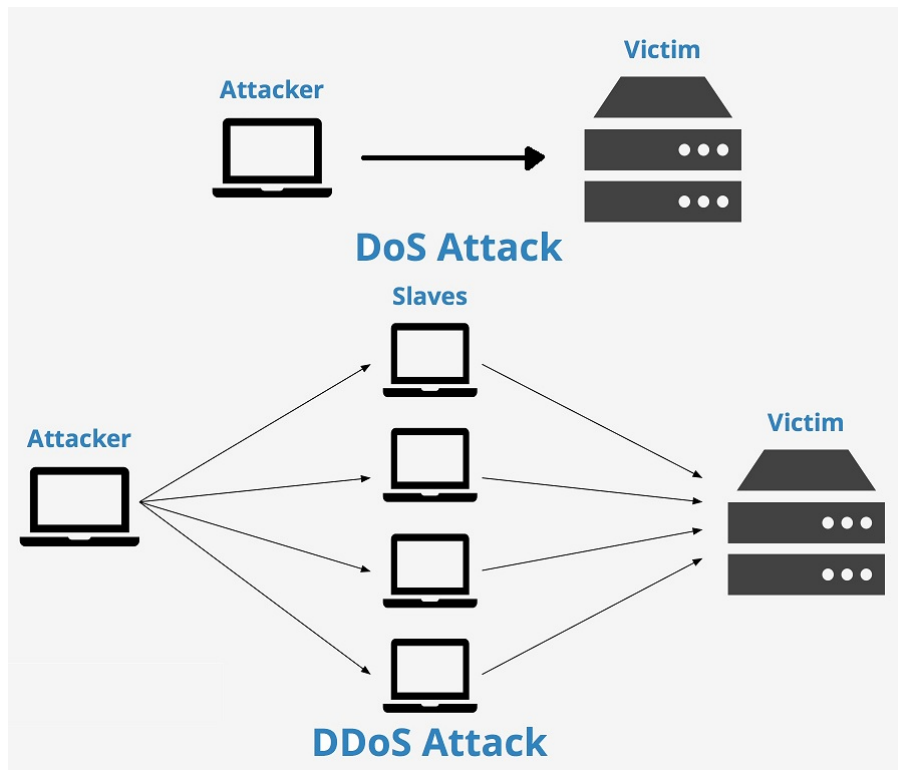 Attacker
Victim
DoS Attack
Slaves
Attacker
Victim
DDoS Attack